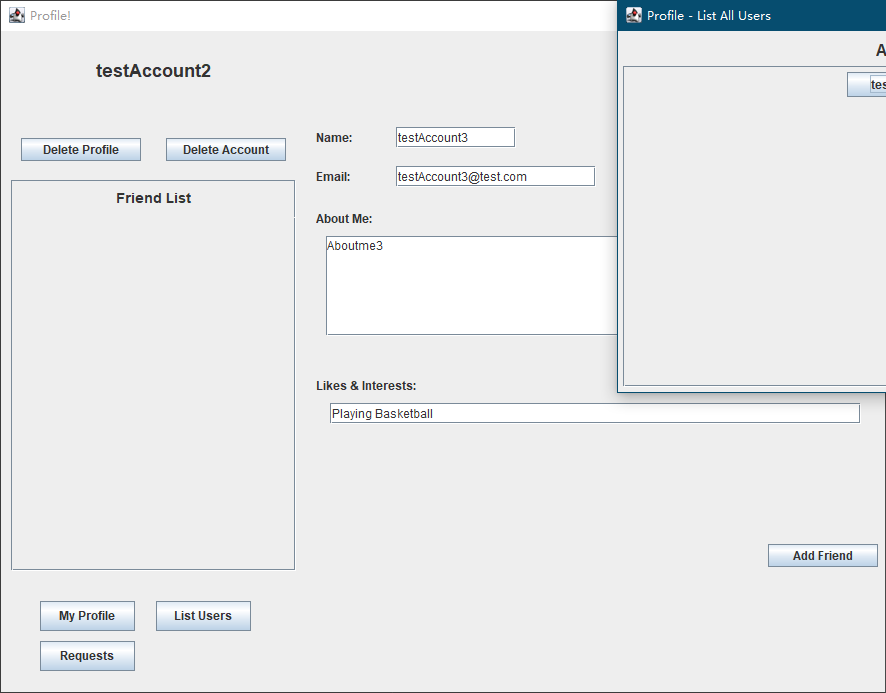 Profile!
Profile - List All Users
testAccount2
Delete Profile
Delete Account
Name:
testAccount3
Email:
testAccount3@test.com
Friend List
About Me:
Aboutme3
Likes & Interests:
Playing Basketball
Add Friend
My Profile
List Users
Requests